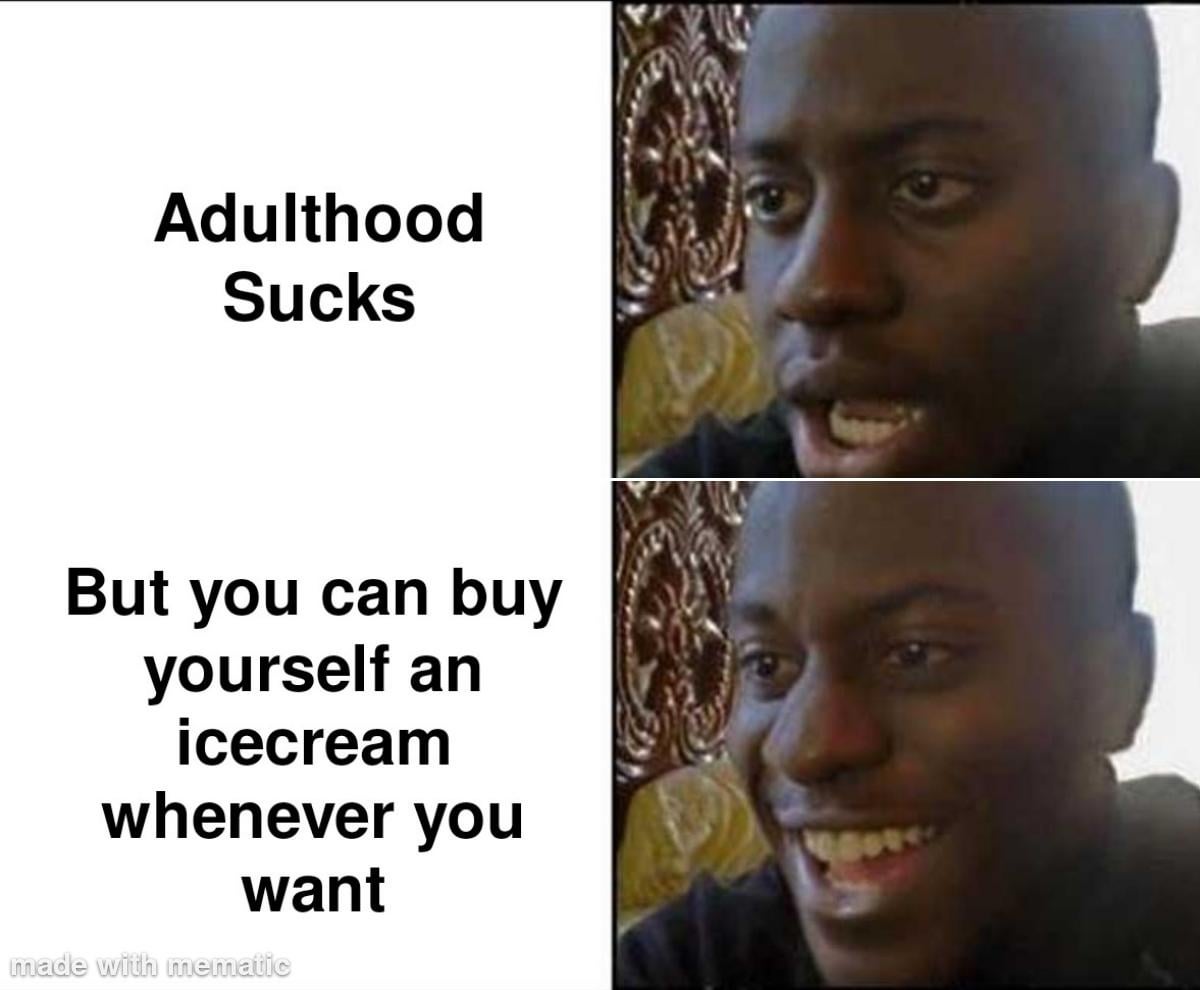 Adulthood
Sucks
But you can buy
yourself an
icecream
whenever you
want
made with mematic